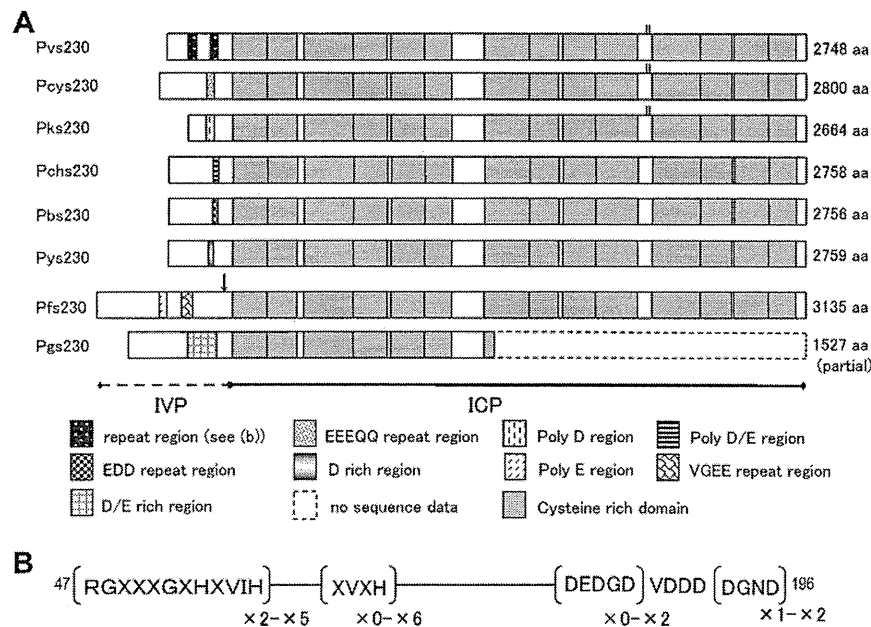 A
Pvs230 2748 aa
Pcys230 2800 aa
Pks230 2664 aa
Pchs230 2758 aa
Pbs230 2756 aa
Pys230 2759 aa
Pfs230 3135 aa
Pgs230 1527 aa
(partial)
IVP ICP
repeat region (see (b)) EEEQQ repeat region Poly D region Poly D/E region
EDD repeat region D rich region Poly E region VGEE repeat region
D/E rich region no sequence data Cysteine rich domain
B
47 [RGXXXGXHXVIH] [XVXH] [DEDGD] VDDD [DGND] 196
×2-×5 ×0-×6 ×0-×2 ×1-×2